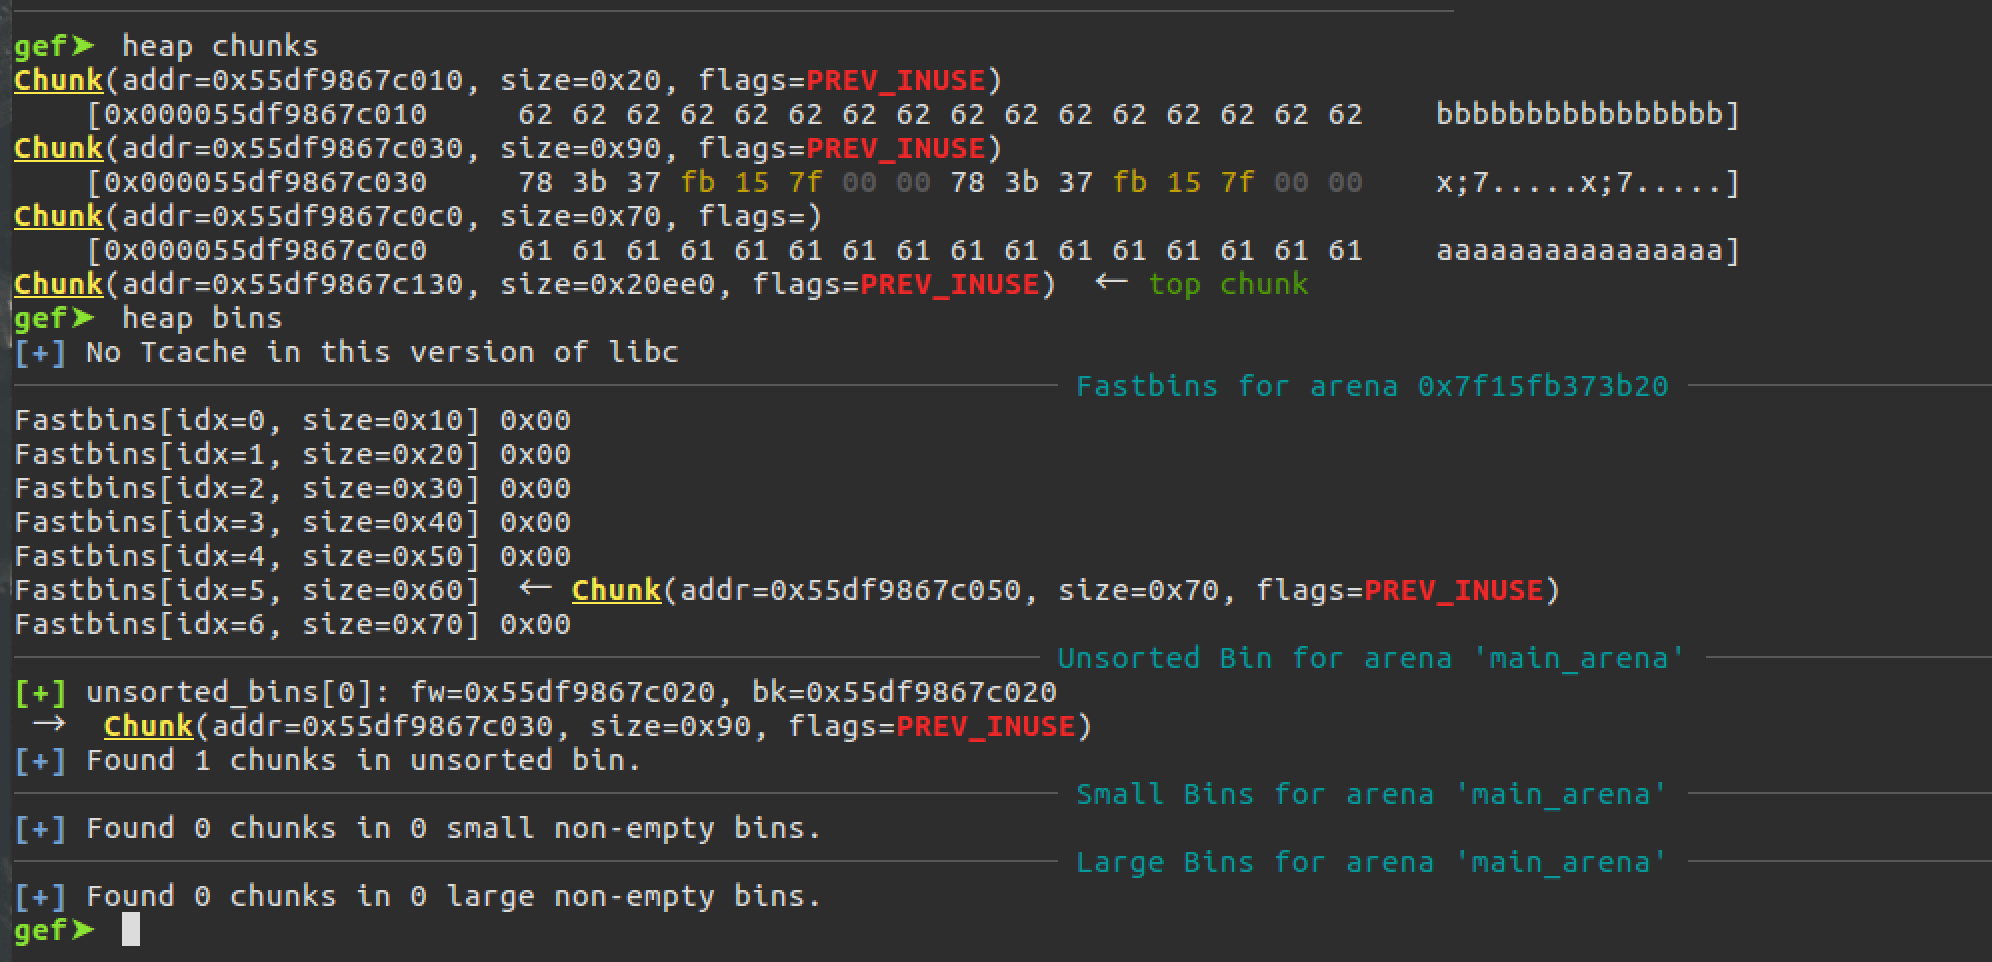 gef➤ heap chunks
Chunk(addr=0x55df9867c010, size=0x20, flags=PREV_INUSE)
[0x000055df9867c010 62 62 62 62 62 62 62 62 62 62 62 62 62 62 62 62 bbbbbbbbbbbbbbbb]
Chunk(addr=0x55df9867c030, size=0x90, flags=PREV_INUSE)
[0x000055df9867c030 78 3b 37 fb 15 7f 00 00 78 3b 37 fb 15 7f 00 00 x;7.....x;7.....]
Chunk(addr=0x55df9867c0c0, size=0x70, flags=)
[0x000055df9867c0c0 61 61 61 61 61 61 61 61 61 61 61 61 61 61 61 61 aaaaaaaaaaaaaaaa]
Chunk(addr=0x55df9867c130, size=0x20ee0, flags=PREV_INUSE) ← top chunk
gef➤ heap bins
[+] No Tcache in this version of libc
Fastbins for arena 0x7f15fb373b20
Fastbins[idx=0, size=0x10] 0x00
Fastbins[idx=1, size=0x20] 0x00
Fastbins[idx=2, size=0x30] 0x00
Fastbins[idx=3, size=0x40] 0x00
Fastbins[idx=4, size=0x50] 0x00
Fastbins[idx=5, size=0x60] ← Chunk(addr=0x55df9867c050, size=0x70, flags=PREV_INUSE)
Fastbins[idx=6, size=0x70] 0x00
Unsorted Bin for arena 'main_arena'
[+] unsorted_bins[0]: fw=0x55df9867c020, bk=0x55df9867c020
→ Chunk(addr=0x55df9867c030, size=0x90, flags=PREV_INUSE)
[+] Found 1 chunks in unsorted bin.
Small Bins for arena 'main_arena'
[+] Found 0 chunks in 0 small non-empty bins.
Large Bins for arena 'main_arena'
[+] Found 0 chunks in 0 large non-empty bins.
gef➤